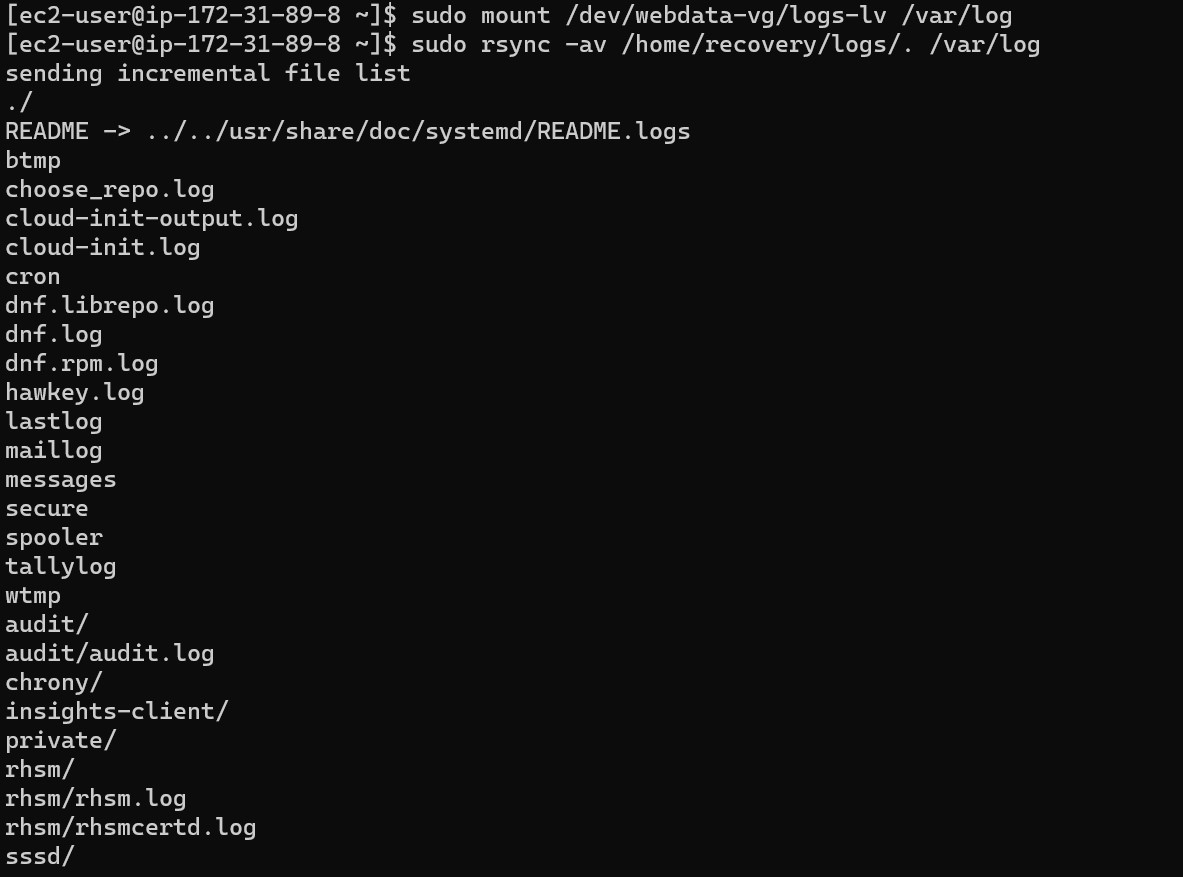 [ec2-user@ip-172-31-89-8 ~]$ sudo mount /dev/webdata-vg/logs-lv /var/log
[ec2-user@ip-172-31-89-8 ~]$ sudo rsync -av /home/recovery/logs/. /var/log
sending incremental file list
./
README -> ../../usr/share/doc/systemd/README.logs
btmp
choose_repo.log
cloud-init-output.log
cloud-init.log
cron
dnf.librepo.log
dnf.log
dnf.rpm.log
hawkey.log
lastlog
maillog
messages
secure
spooler
tallylog
wtmp
audit/
audit/audit.log
chrony/
insights-client/
private/
rhsm/
rhsm/rhsm.log
rhsm/rhsmcertd.log
sssd/